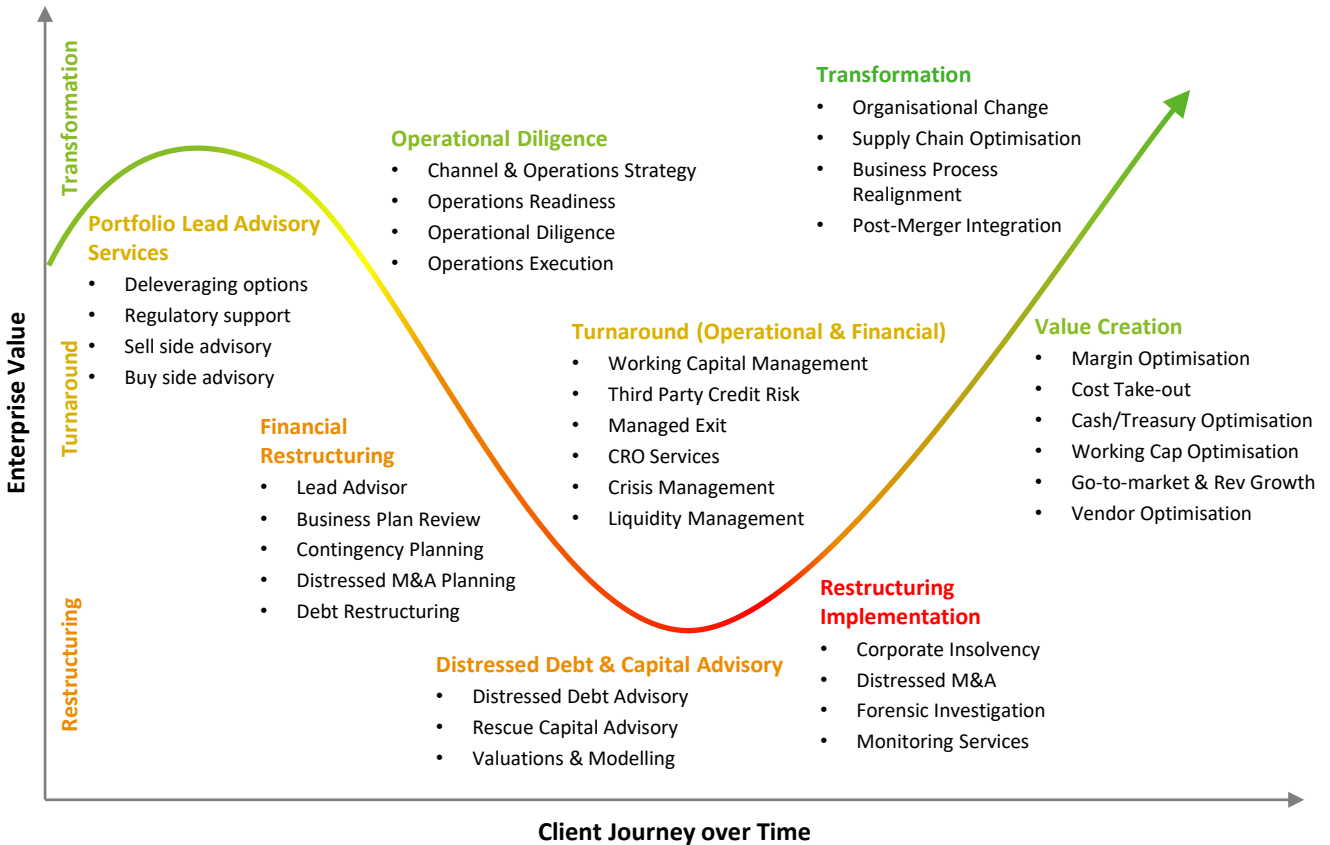 Enterprise Value
Transformation
Turnaround
Restructuring
Portfolio Lead Advisory
Services
• Deleveraging options
• Regulatory support
• Sell side advisory
• Buy side advisory
Operational Diligence
• Channel & Operations Strategy
• Operations Readiness
• Operational Diligence
• Operations Execution
Transformation
• Organisational Change
• Supply Chain Optimisation
• Business Process
Realignment
• Post-Merger Integration
Financial
Restructuring
• Lead Advisor
• Business Plan Review
• Contingency Planning
• Distressed M&A Planning
• Debt Restructuring
Turnaround (Operational & Financial)
• Working Capital Management
• Third Party Credit Risk
• Managed Exit
• CRO Services
• Crisis Management
• Liquidity Management
Value Creation
• Margin Optimisation
• Cost Take-out
• Cash/Treasury Optimisation
• Working Cap Optimisation
• Go-to-market & Rev Growth
• Vendor Optimisation
Distressed Debt & Capital Advisory
• Distressed Debt Advisory
• Rescue Capital Advisory
• Valuations & Modelling
Restructuring
Implementation
• Corporate Insolvency
• Distressed M&A
• Forensic Investigation
• Monitoring Services
Client Journey over Time